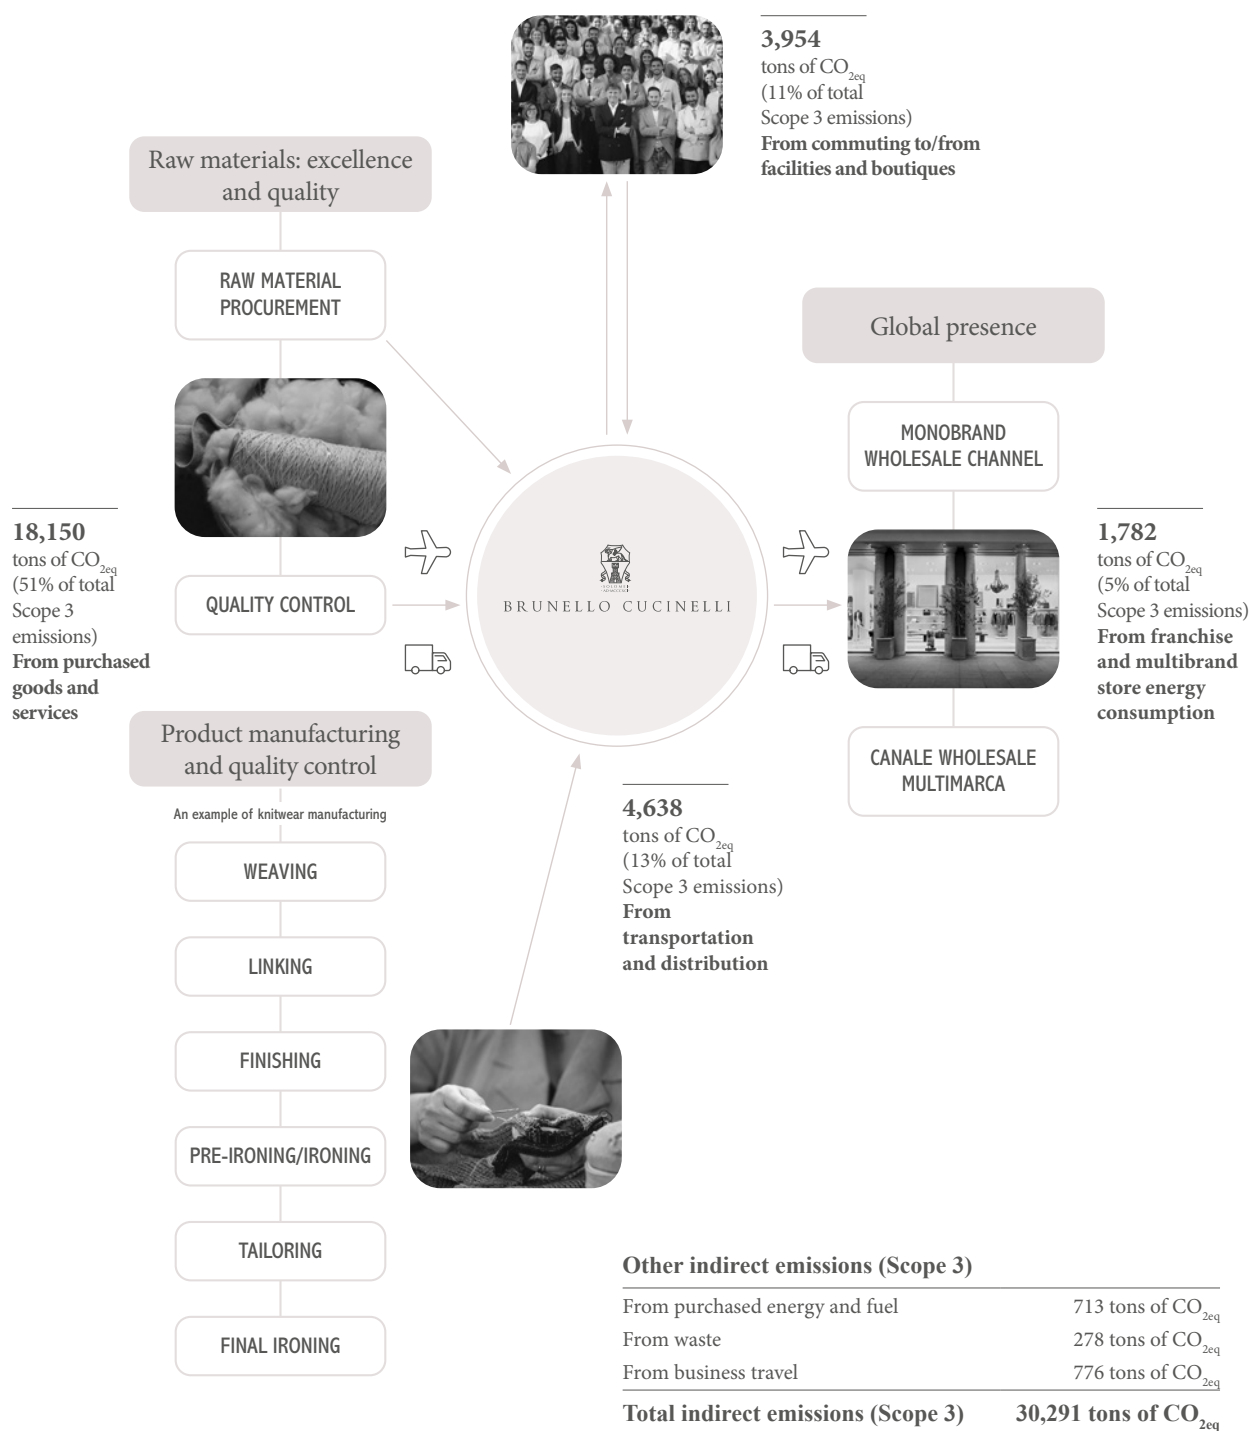 3,954
tons of CO2eq
(11% of total
Scope 3 emissions)
From commuting to/from
facilities and boutiques
Raw materials: excellence
and quality
RAW MATERIAL
PROCUREMENT
QUALITY CONTROL
18,150
tons of CO2eq
(51% of total
Scope 3
emissions)
From purchased
goods and
services
BRUNELLO CUCINELLI
Global presence
MONOBRAND
WHOLESALE CHANNEL
CANALE WHOLESALE
MULTIMARCA
1,782
tons of CO2eq
(5% of total
Scope 3 emissions)
From franchise
and multibrand
store energy
consumption
Product manufacturing
and quality control
An example of knitwear manufacturing
WEAVING
LINKING
FINISHING
PRE-IRONING/IRONING
TAILORING
FINAL IRONING
4,638
tons of CO2eq
(13% of total
Scope 3 emissions)
From
transportation
and distribution
Other indirect emissions (Scope 3)
From purchased energy and fuel 713 tons of CO2eq
From waste 278 tons of CO2eq
From business travel 776 tons of CO2eq
Total indirect emissions (Scope 3) 30,291 tons of CO2eq